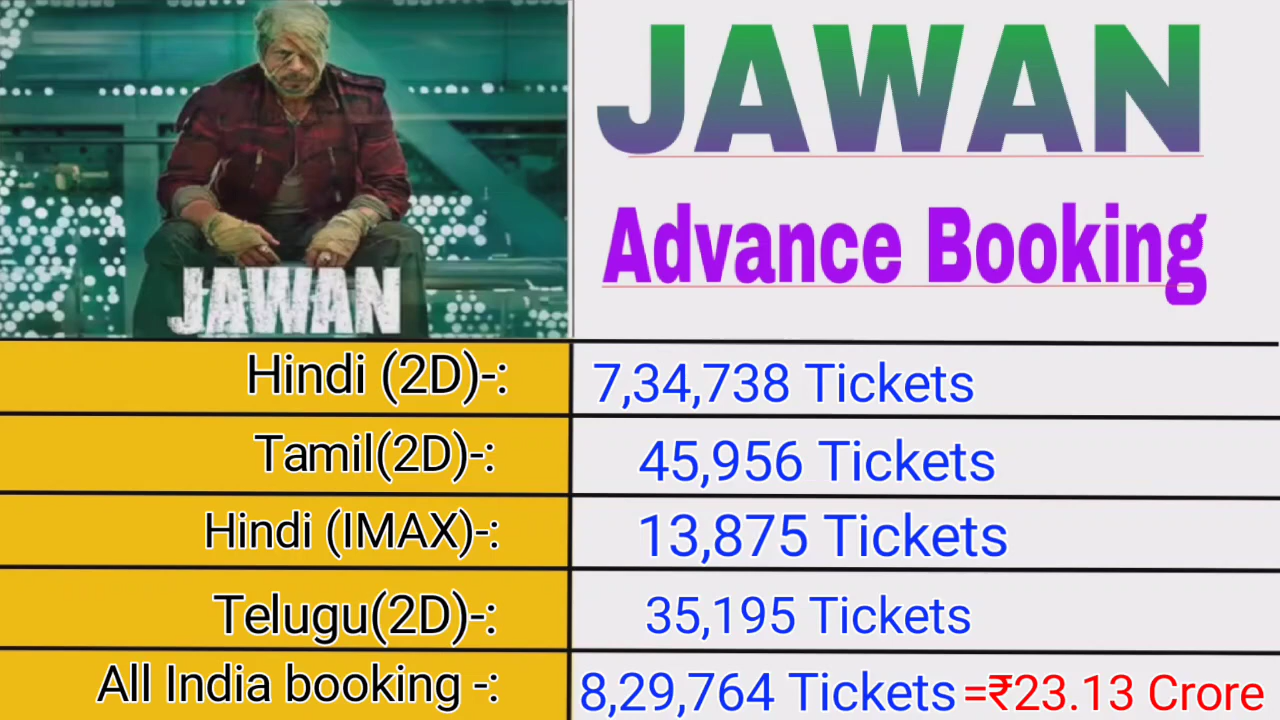 JAWAN
JAWAN
Advance Booking
Hindi (2D)-: 7,34,738 Tickets
Tamil(2D)-: 45,956 Tickets
Hindi (IMAX)-: 13,875 Tickets
Telugu(2D)-: 35,195 Tickets
All India booking -: 8,29,764 Tickets =₹23.13 Crore